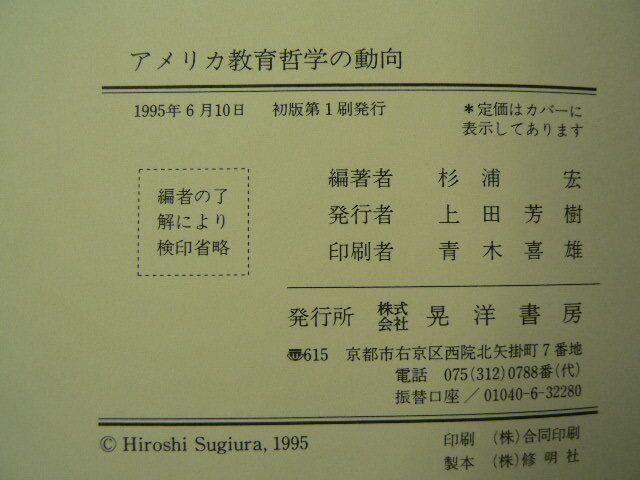 アメリカ教育哲学の動向
1995年6月10日 初版第1刷発行
*定価はカバーに
表示してあります
編者の了
解により
検印省略
編著者 杉浦 宏
発行者 上田芳樹
印刷者 青木喜雄
発行所 株式会社 晃洋書房
〠615 京都市右京区西院北矢掛町7番地
電話 075(312)0788番(代)
振替口座/01040-6-32280
© Hiroshi Sugiura, 1995
印刷 (株)合同印刷
製本 (株)修明社